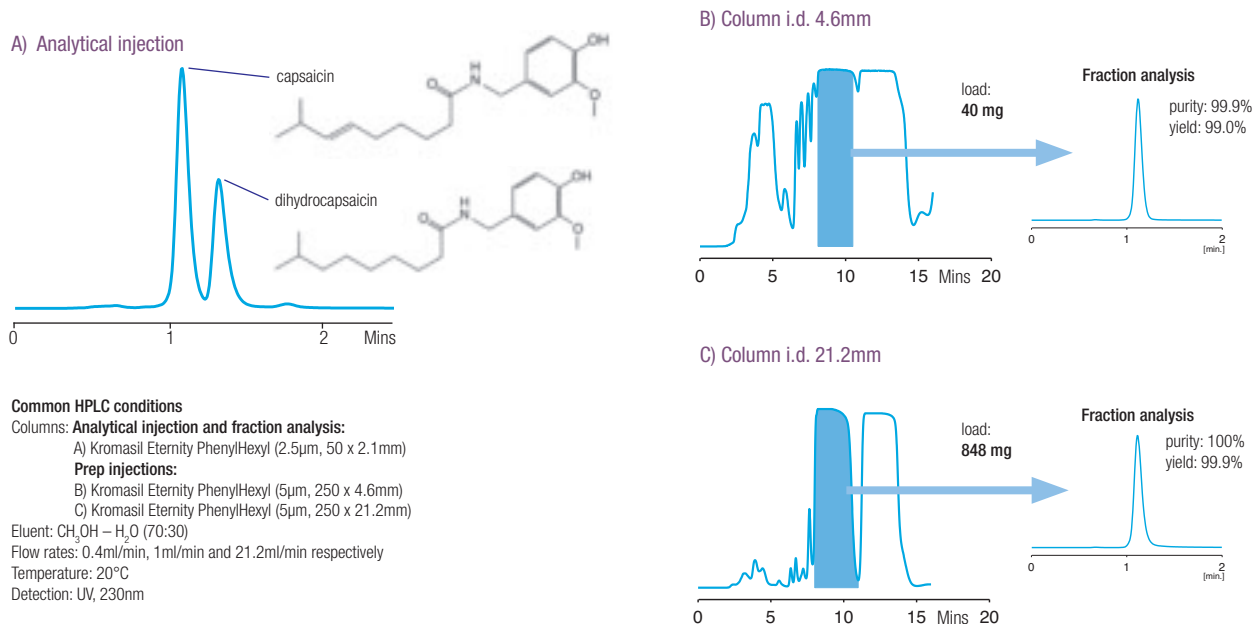 A) Analytical injection
capsaicin
dihydrocapsaicin
OH
H
N
O
O
OH
H
N
O
O
0 1 2 Mins
Common HPLC conditions
Columns: Analytical injection and fraction analysis:
A) Kromasil Eternity PhenylHexyl (2.5µm, 50 x 2.1mm)
Prep injections:
B) Kromasil Eternity PhenylHexyl (5µm, 250 x 4.6mm)
C) Kromasil Eternity PhenylHexyl (5µm, 250 x 21.2mm)
Eluent: CH₃OH – H₂O (70:30)
Flow rates: 0.4ml/min, 1ml/min and 21.2ml/min respectively
Temperature: 20°C
Detection: UV, 230nm
B) Column i.d. 4.6mm
load:
40 mg
Fraction analysis
purity: 99.9%
yield: 99.0%
0 1 2
[min.]
0 5 10 15 Mins 20
C) Column i.d. 21.2mm
load:
848 mg
Fraction analysis
purity: 100%
yield: 99.9%
0 1 2
[min.]
0 5 10 15 Mins 20